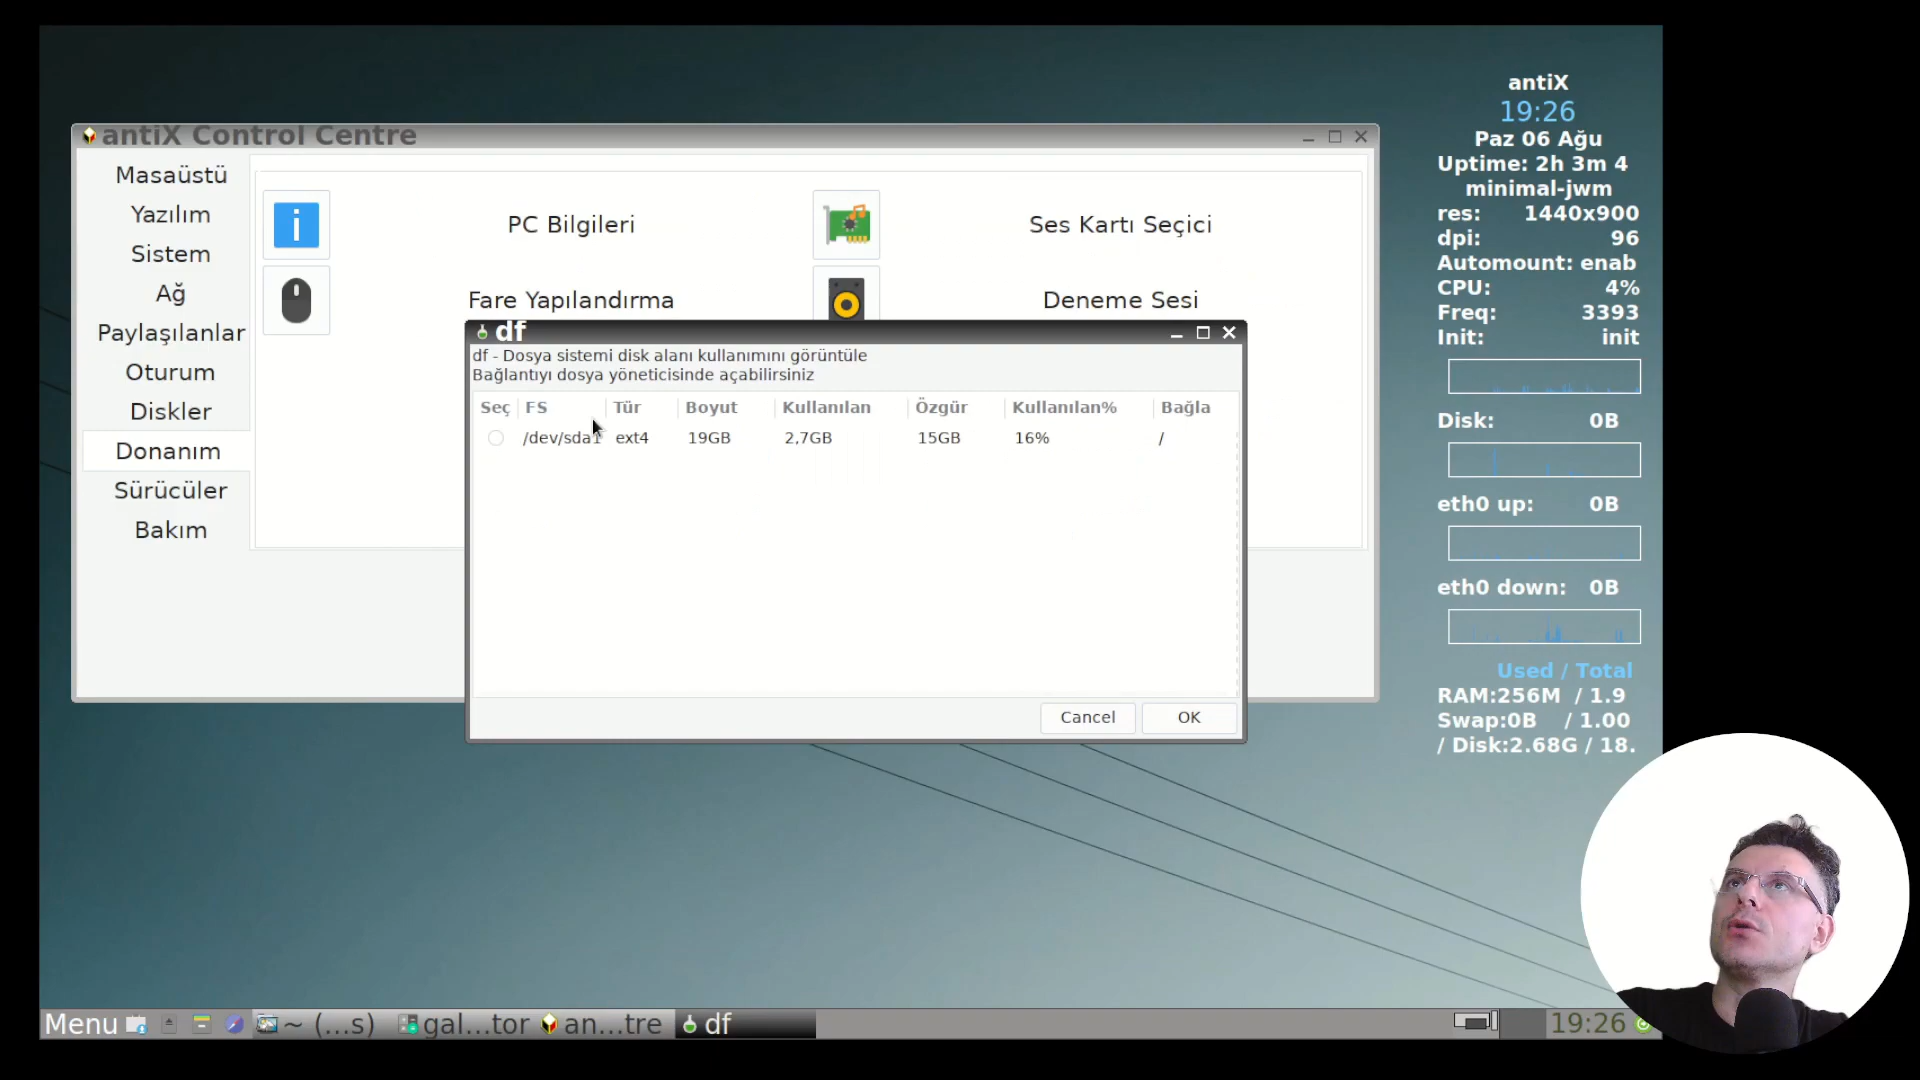 antiX Control Centre
Masaüstü
Yazılım
Sistem
Ağ
Paylaşılanlar
Oturum
Diskler
Donanım
Sürücüler
Bakım
PC Bilgileri
Ses Kartı Seçici
Fare Yapılandırma
Deneme Sesi
df
df - Dosya sistemi disk alanı kullanımını görüntüle
Bağlantıyı dosya yöneticisinde açabilirsiniz
Seç FS Tür Boyut Kullanılan Özgür Kullanılan% Bağla
/dev/sda1 ext4 19GB 2,7GB 15GB 16% /
Cancel OK
antiX
19:26
Paz 06 Ağu
Uptime: 2h 3m 4
minimal-jwm
res: 1440x900
dpi: 96
Automount: enab
CPU: 4%
Freq: 3393
Init: init
Disk: 0B
eth0 up: 0B
eth0 down: 0B
Used / Total
RAM:256M / 1.9
Swap:0B / 1.00
/ Disk:2.68G / 18.
Menu ~ (...s) gal...tor an...tre df 19:26